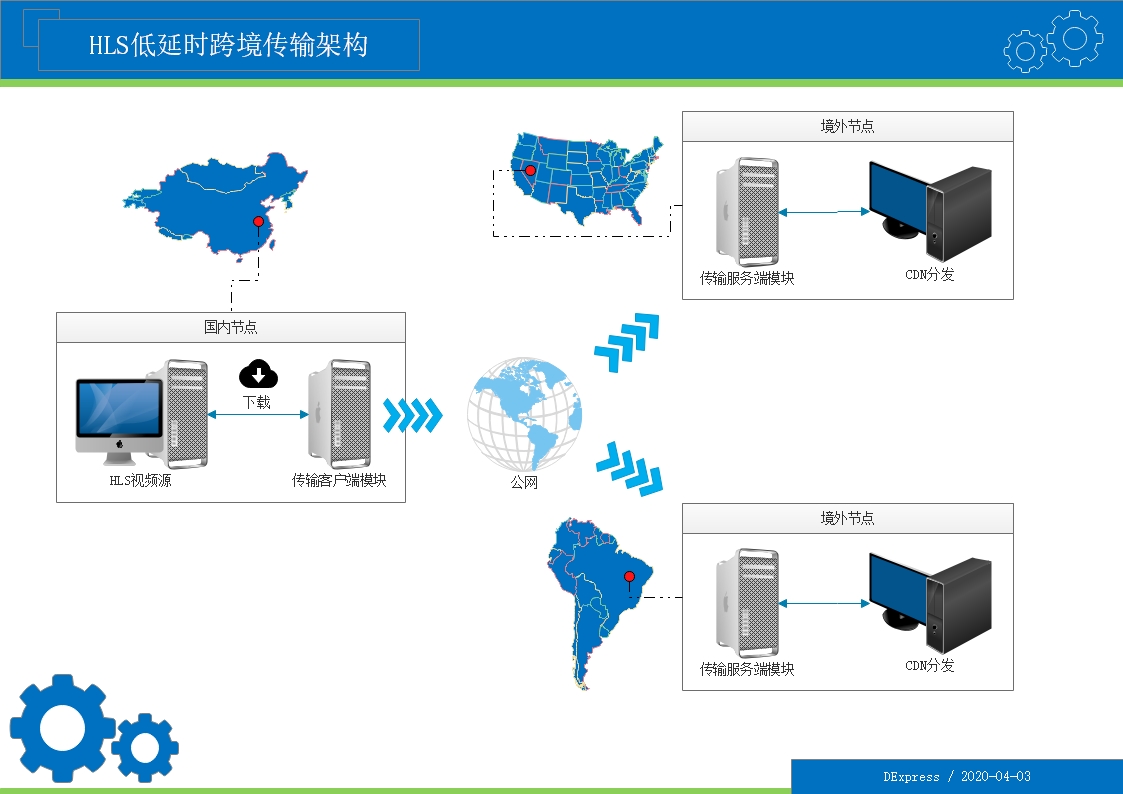 HLS低延时跨境传输架构
境外节点
传输服务端模块
CDN分发
国内节点
下载
HLS视频源
传输客户端模块
公网
境外节点
传输服务端模块
CDN分发
DExpress / 2020-04-03